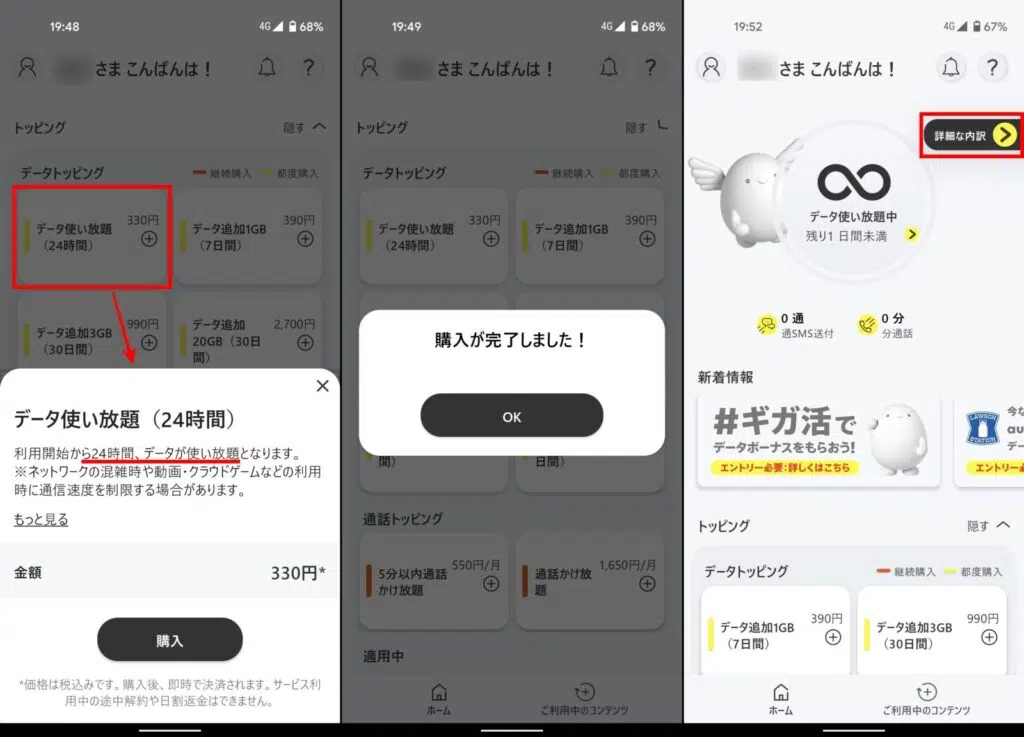 19:48
4G 68%
さま こんばんは！
?
トッピング
隠す
データトッピング
継続購入 都度購入
データ使い放題
（24時間）
330円
データ追加1GB
（7日間）
390円
データ追加3GB
（30日間）
990円
データ追加
20GB（30日
間）
2,700円
データ使い放題（24時間）
利用開始から24時間、データが使い放題となります。
※ネットワークの混雑時や動画・クラウドゲームなどの利用
時に通信速度を制限する場合があります。
もっと見る
金額
330円*
購入
*価格は税込みです。購入後、即時で決済されます。サービス利
用中の途中解約や日割返金はできません。
19:49
4G 68%
さま こんばんは！
?
トッピング
隠す
データトッピング
継続購入 都度購入
データ使い放題
（24時間）
330円
データ追加1GB
（7日間）
390円
購入が完了しました！
OK
間）
日間）
通話トッピング
5分以内通話
かけ放題
550円/月
通話かけ放
題
1,650円/月
適用中
ホーム
ご利用中のコンテンツ
19:52
4G 67%
さま こんばんは！
?
詳細な内訳
データ使い放題中
残り1 日間未満
0 通
通SMS送付
0 分
分通話
新着情報
#ギガ活で
データボーナスをもらおう!
エントリー必要:詳しくはこちら
LAWSON
STATION
今な
au
エントリー必
トッピング
隠す
データトッピング
継続購入 都度購入
データ追加1GB
（7日間）
390円
データ追加3GB
（30日間）
990円
ホーム
ご利用中のコンテンツ